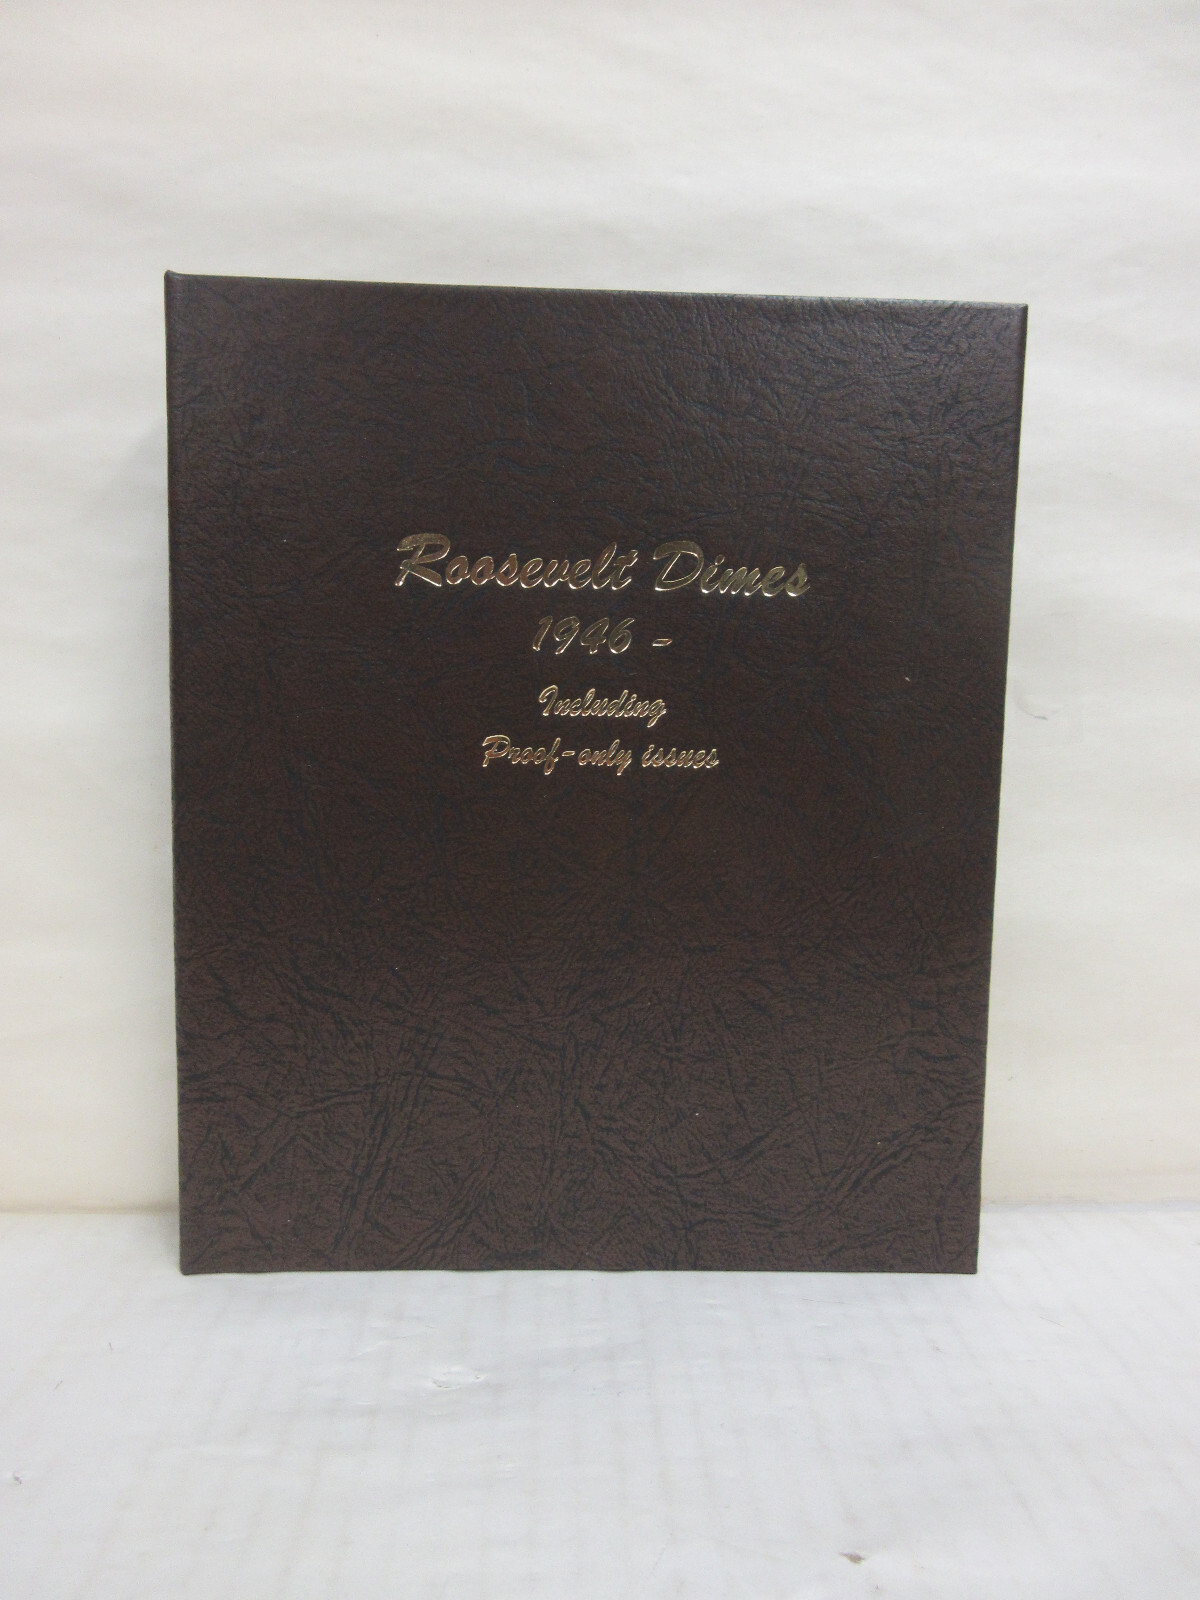 Roosevelt Dimes
1946 -
Including
Proof-only issues